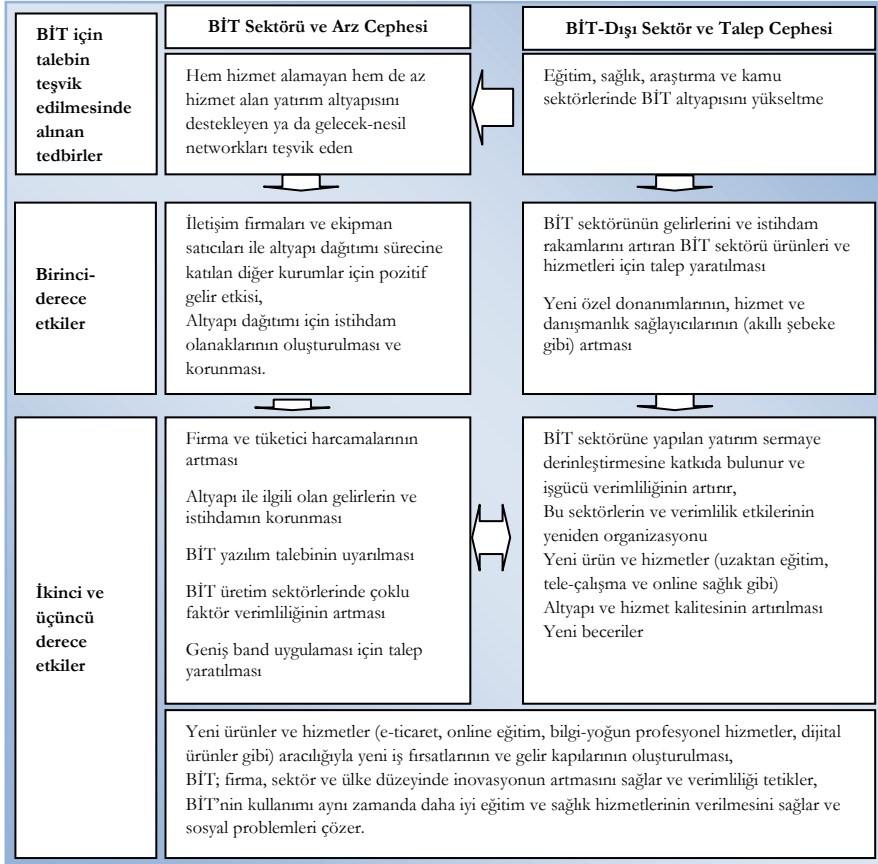 BİT için
talebin
teşvik
edilmesinde
alınan
tedbirler
BİT Sektörü ve Arz Cephesi
BİT-Dışı Sektör ve Talep Cephesi
Hem hizmet alamayan hem de az
hizmet alan yatırım altyapısını
destekleyen ya da gelecek-nesil
networkları teşvik eden
Eğitim, sağlık, araştırma ve kamu
sektörlerinde BİT altyapısını yükseltme
Birinci-
derece
etkiler
İletişim firmaları ve ekipman
satıcıları ile altyapı dağıtımı sürecine
katılan diğer kurumlar için pozitif
gelir etkisi,
Altyapı dağıtımı için istihdam
olanaklarının oluşturulması ve
korunması.
BİT sektörünün gelirlerini ve istihdam
rakamlarını artıran BİT sektörü ürünleri ve
hizmetleri için talep yaratılması
Yeni özel donanımlarının, hizmet ve
danışmanlık sağlayıcılarının (akıllı şebeke
gibi) artması
İkinci ve
üçüncü
derece
etkiler
Firma ve tüketici harcamalarının
artması
Altyapı ile ilgili olan gelirlerin ve
istihdamın korunması
BİT yazılım talebinin uyarılması
BİT üretim sektörlerinde çoklu
faktör verimliliğinin artması
Geniş band uygulaması için talep
yaratılması
BİT sektörüne yapılan yatırım sermaye
derinleştirmesine katkıda bulunur ve
işgücü verimliliğinin artırır,
Bu sektörlerin ve verimlilik etkilerinin
yeniden organizasyonu
Yeni ürün ve hizmetler (uzaktan eğitim,
tele-çalışma ve online sağlık gibi)
Altyapı ve hizmet kalitesinin artırılması
Yeni beceriler
Yeni ürünler ve hizmetler (e-ticaret, online eğitim, bilgi-yoğun profesyonel hizmetler, dijital
ürünler gibi) aracılığıyla yeni iş fırsatlarının ve gelir kapılarının oluşturulması,
BİT; firma, sektör ve ülke düzeyinde inovasyonun artmasını sağlar ve verimliliği tetikler,
BİT'nin kullanımı aynı zamanda daha iyi eğitim ve sağlık hizmetlerinin verilmesini sağlar ve
sosyal problemleri çözer.